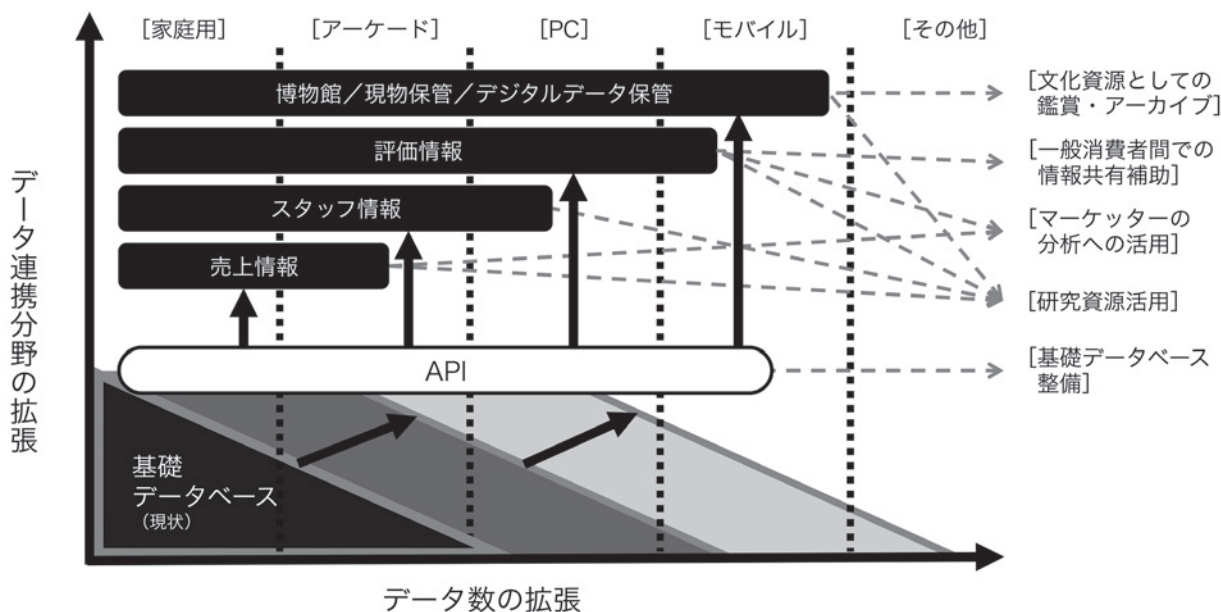 [家庭用]
[アーケード]
[PC]
[モバイル]
[その他]
博物館／現物保管／デジタルデータ保管
評価情報
スタッフ情報
売上情報
API
基礎
データベース
（現状）
[文化資源としての
鑑賞・アーカイブ]
[一般消費者間での
情報共有補助]
[マーケッターの
分析への活用]
[研究資源活用]
[基礎データベース
整備]
データ連携分野の拡張
データ数の拡張